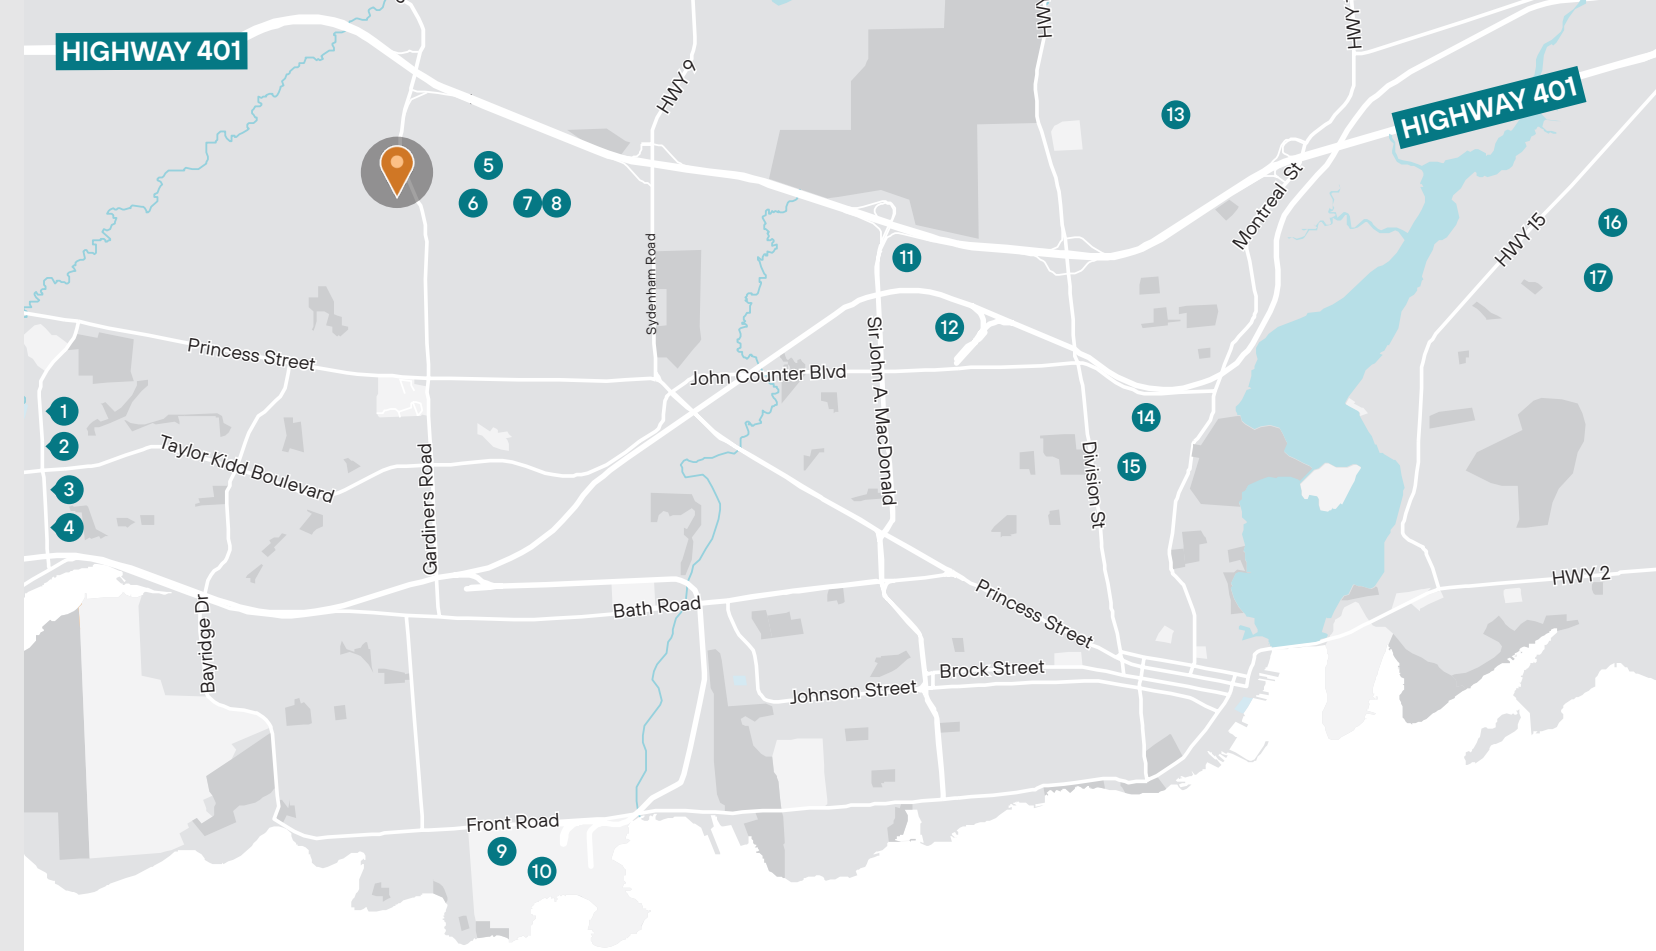 HIGHWAY 401
HWY 9
HWY
HWY
HIGHWAY 401
13
5
6
7
8
Montreal St
HWY 15
16
17
11
Sydenham Road
12
Sir John A. MacDonald
Princess Street
John Counter Blvd
1
2
3
4
Taylor Kidd Boulevard
Gardiners Road
14
15
Division St
HWY 2
Bayridge Dr
Bath Road
Princess Street
Brock Street
Johnson Street
Front Road
9
10